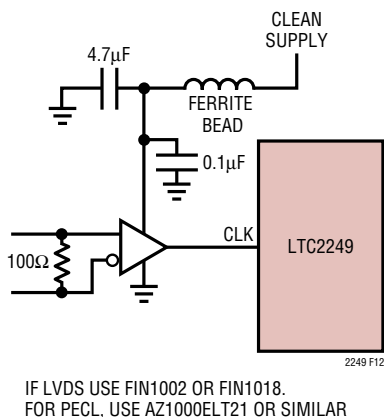 CLEAN
SUPPLY
4.7µF
FERRITE
BEAD
0.1µF
CLK
LTC2249
100Ω
2249 F12
IF LVDS USE FIN1002 OR FIN1018.
FOR PECL, USE AZ1000ELT21 OR SIMILAR